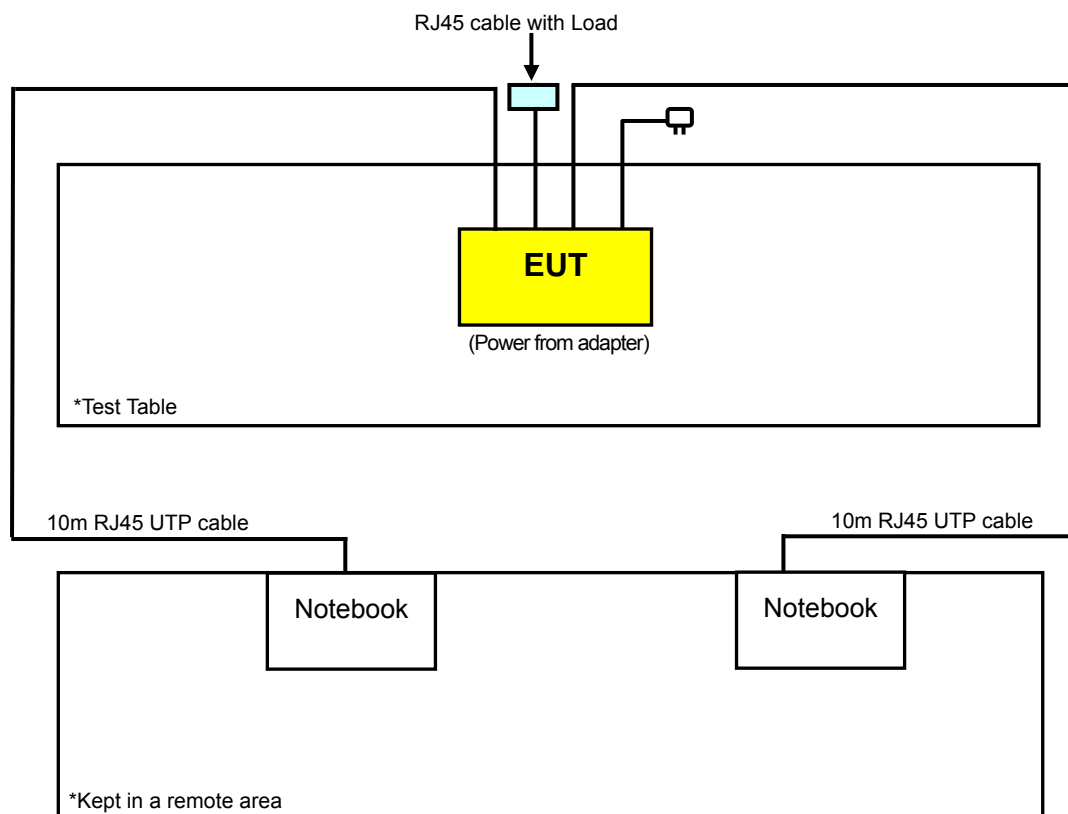 RJ45 cable with Load
EUT
(Power from adapter)
*Test Table
10m RJ45 UTP cable
10m RJ45 UTP cable
Notebook
Notebook
*Kept in a remote area